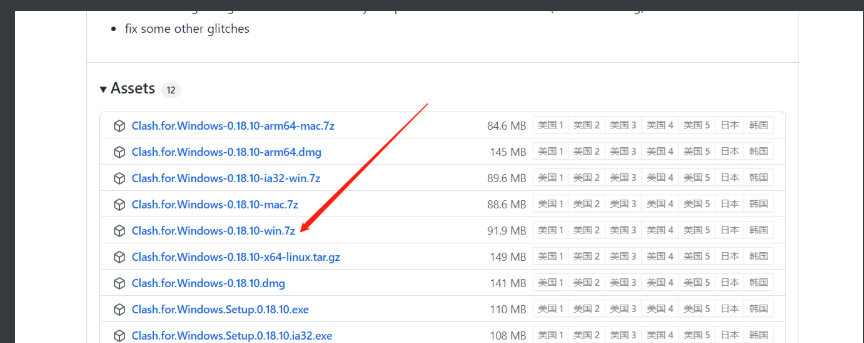 fix some other glitches
Assets 12
Clash.for.Windows-0.18.10-arm64-mac.7z 84.6 MB 美国 1 美国 2 美国 3 美国 4 美国 5 日本 韩国
Clash.for.Windows-0.18.10-arm64.dmg 145 MB 美国 1 美国 2 美国 3 美国 4 美国 5 日本 韩国
Clash.for.Windows-0.18.10-ia32-win.7z 89.6 MB 美国 1 美国 2 美国 3 美国 4 美国 5 日本 韩国
Clash.for.Windows-0.18.10-mac.7z 88.6 MB 美国 1 美国 2 美国 3 美国 4 美国 5 日本 韩国
Clash.for.Windows-0.18.10-win.7z 91.9 MB 美国 1 美国 2 美国 3 美国 4 美国 5 日本 韩国
Clash.for.Windows-0.18.10-x64-linux.tar.gz 149 MB 美国 1 美国 2 美国 3 美国 4 美国 5 日本 韩国
Clash.for.Windows-0.18.10.dmg 141 MB 美国 1 美国 2 美国 3 美国 4 美国 5 日本 韩国
Clash.for.Windows.Setup.0.18.10.exe 110 MB 美国 1 美国 2 美国 3 美国 4 美国 5 日本 韩国
Clash.for.Windows.Setup.0.18.10.ia32.exe 108 MB 美国 1 美国 2 美国 3 美国 4 美国 5 日本 韩国